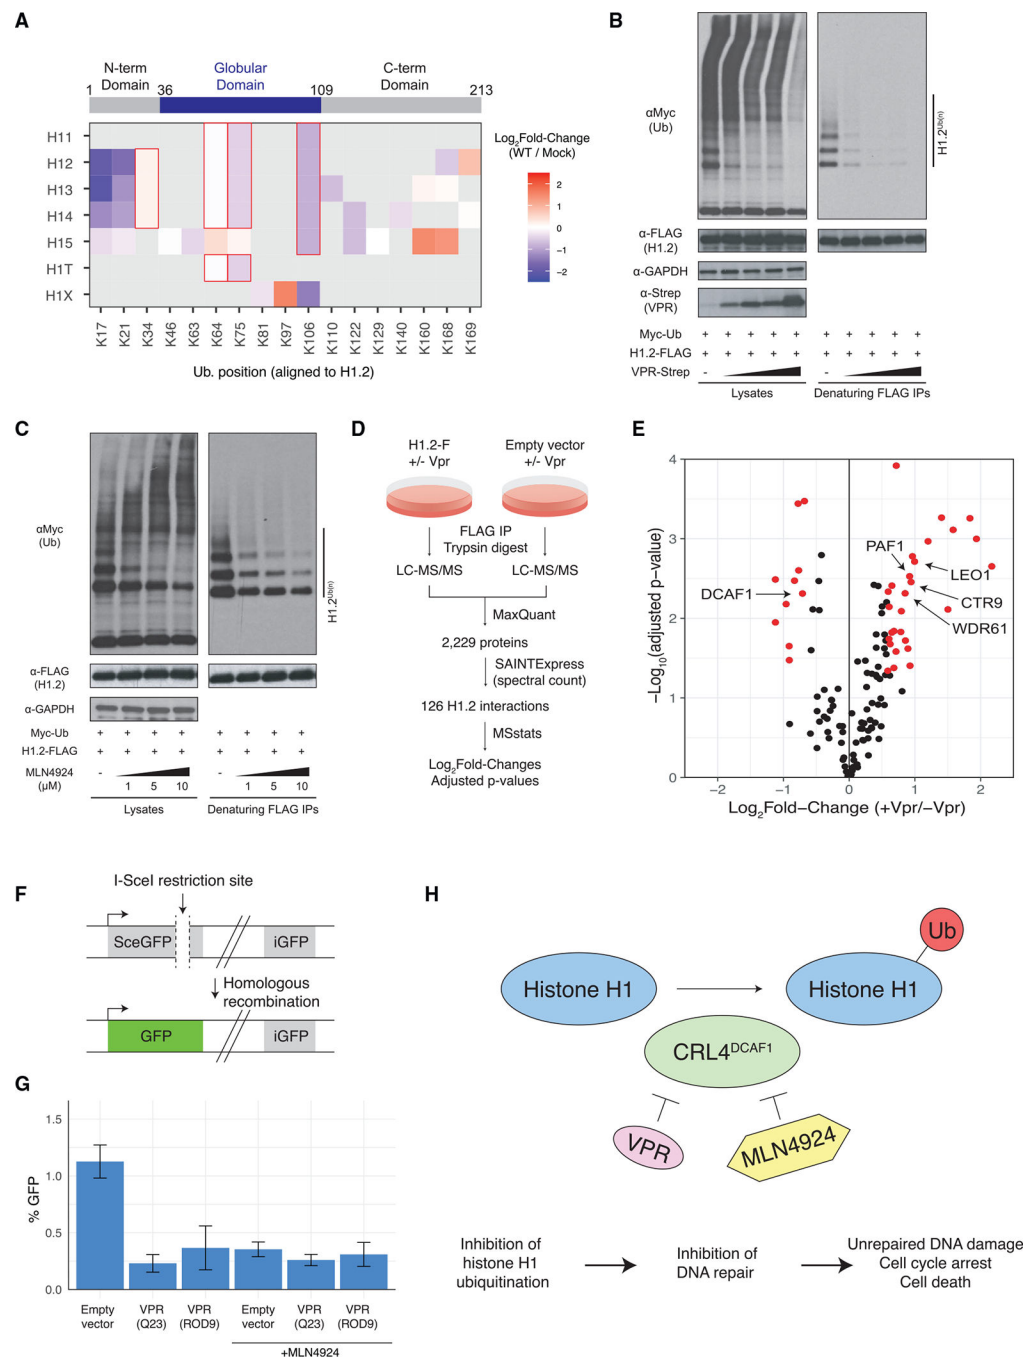 A
N-term
Domain
Globular
Domain
C-term
Domain
1
36
109
213
H11
H12
H13
H14
H15
H1T
H1X
K17
K21
K34
K46
K63
K64
K75
K81
K97
K106
K110
K122
K129
K140
K160
K168
K169
Ub. position (aligned to H1.2)
Log2Fold-Change
(WT / Mock)
2
1
0
−1
−2
B
αMyc
(Ub)
H1.2Ub(n)
α-FLAG
(H1.2)
α-GAPDH
α-Strep
(VPR)
Myc-Ub + + + + + + + + + +
H1.2-FLAG + + + + + + + + + +
VPR-Strep - -
Lysates
Denaturing FLAG IPs
C
αMyc
(Ub)
H1.2Ub(n)
α-FLAG
(H1.2)
α-GAPDH
Myc-Ub + + + + + + + +
H1.2-FLAG + + + + + + + +
MLN4924
(μM)
- 1 5 10 - 1 5 10
Lysates
Denaturing FLAG IPs
D
H1.2-F
+/- Vpr
Empty vector
+/- Vpr
FLAG IP
Trypsin digest
LC-MS/MS
LC-MS/MS
MaxQuant
2,229 proteins
SAINTExpress
(spectral count)
126 H1.2 interactions
MSstats
Log2Fold-Changes
Adjusted p-values
E
−Log10(adjusted p−value)
4
3
2
1
0
−2
−1
0
1
2
Log2Fold−Change (+Vpr/−Vpr)
DCAF1
PAF1
LEO1
CTR9
WDR61
F
I-SceI restriction site
SceGFP
iGFP
Homologous
recombination
GFP
iGFP
G
% GFP
1.5
1.0
0.5
0.0
Empty
vector
VPR
(Q23)
VPR
(ROD9)
Empty
vector
VPR
(Q23)
VPR
(ROD9)
+MLN4924
H
Ub
Histone H1
Histone H1
CRL4DCAF1
VPR
MLN4924
Inhibition of
histone H1
ubiquitination
Inhibition of
DNA repair
Unrepaired DNA damage
Cell cycle arrest
Cell death